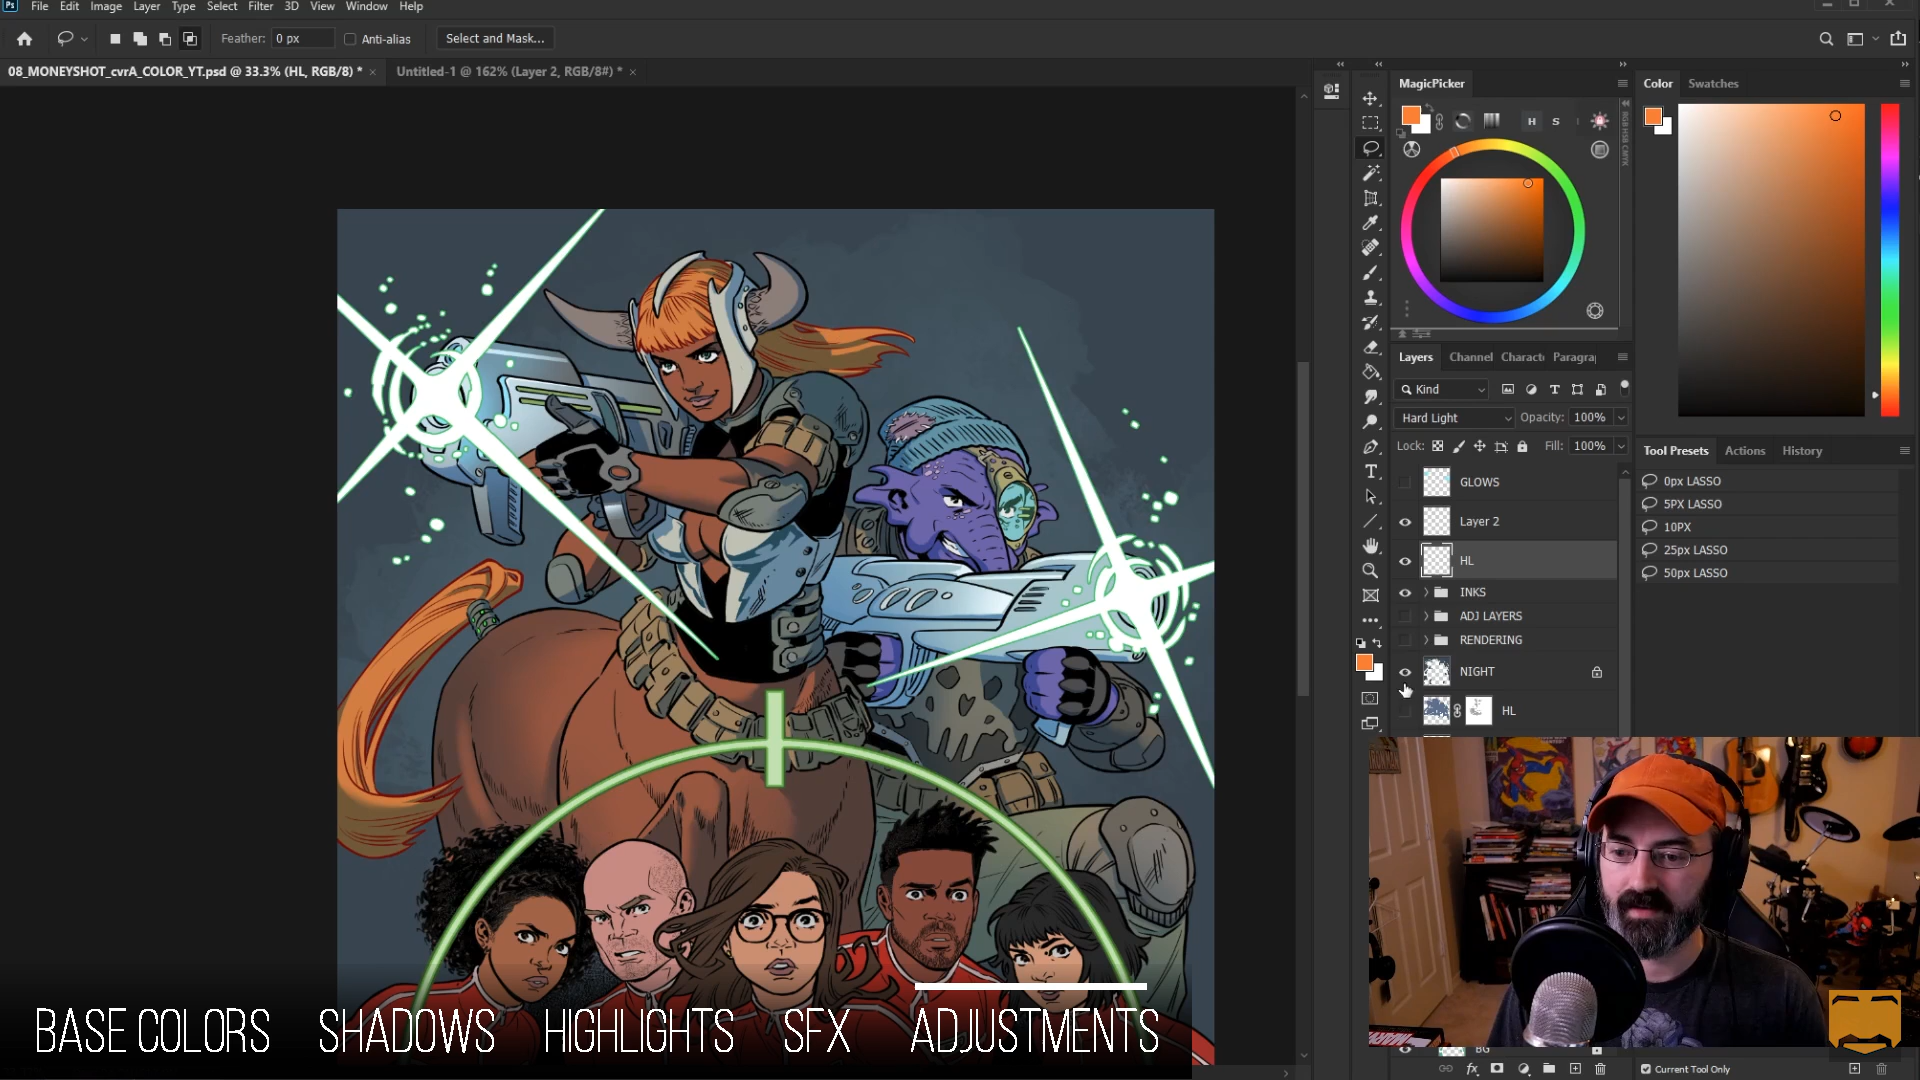 Ps File Edit Image Layer Type Select Filter 3D View Window Help
Feather: 0 px Anti-alias Select and Mask...
08_MONEYSHOT_cvrA_COLOR_YT.psd @ 33.3% (HL, RGB/8) * × Untitled-1 @ 162% (Layer 2, RGB/8#) * ×
MagicPicker
H S
Color Swatches
Layers Channel Charact Paragra
Kind
Hard Light Opacity: 100%
Lock: Fill: 100%
GLOWS
Layer 2
HL
INKS
ADJ LAYERS
RENDERING
NIGHT
HL
BG
Tool Presets Actions History
0px LASSO
5PX LASSO
10PX
25px LASSO
50px LASSO
Current Tool Only
BASE COLORS SHADOWS HIGHLIGHTS SFX ADJUSTMENTS